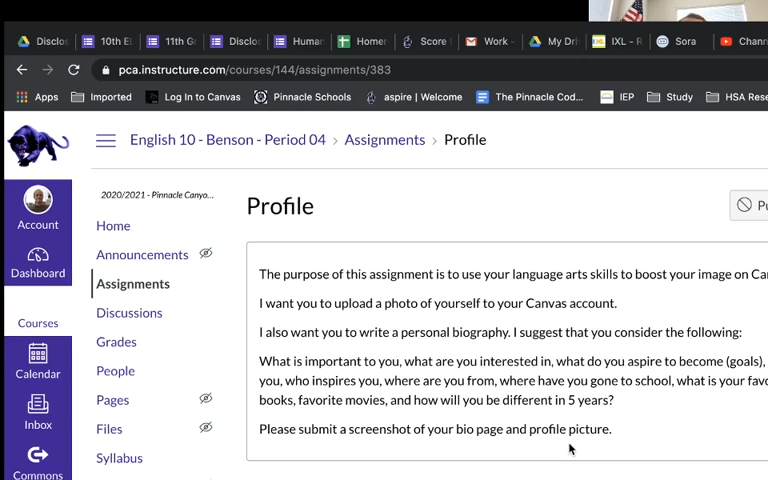 Disclos
10th El
11th G
Disclo
Human
Homer
Score
Work -
My Dri
IXL - R
Sora
Chann
pca.instructure.com/courses/144/assignments/383
Apps
Imported
Log In to Canvas
Pinnacle Schools
aspire | Welcome
The Pinnacle Cod...
IEP
Study
HSA Rese
English 10 - Benson - Period 04 › Assignments › Profile
Account
Dashboard
Courses
Calendar
Inbox
Commons
2020/2021 - Pinnacle Canyo...
Home
Announcements
Assignments
Discussions
Grades
People
Pages
Files
Syllabus
Profile
Pu
The purpose of this assignment is to use your language arts skills to boost your image on Can
I want you to upload a photo of yourself to your Canvas account.
I also want you to write a personal biography. I suggest that you consider the following:
What is important to you, what are you interested in, what do you aspire to become (goals),
you, who inspires you, where are you from, where have you gone to school, what is your favo
books, favorite movies, and how will you be different in 5 years?
Please submit a screenshot of your bio page and profile picture.